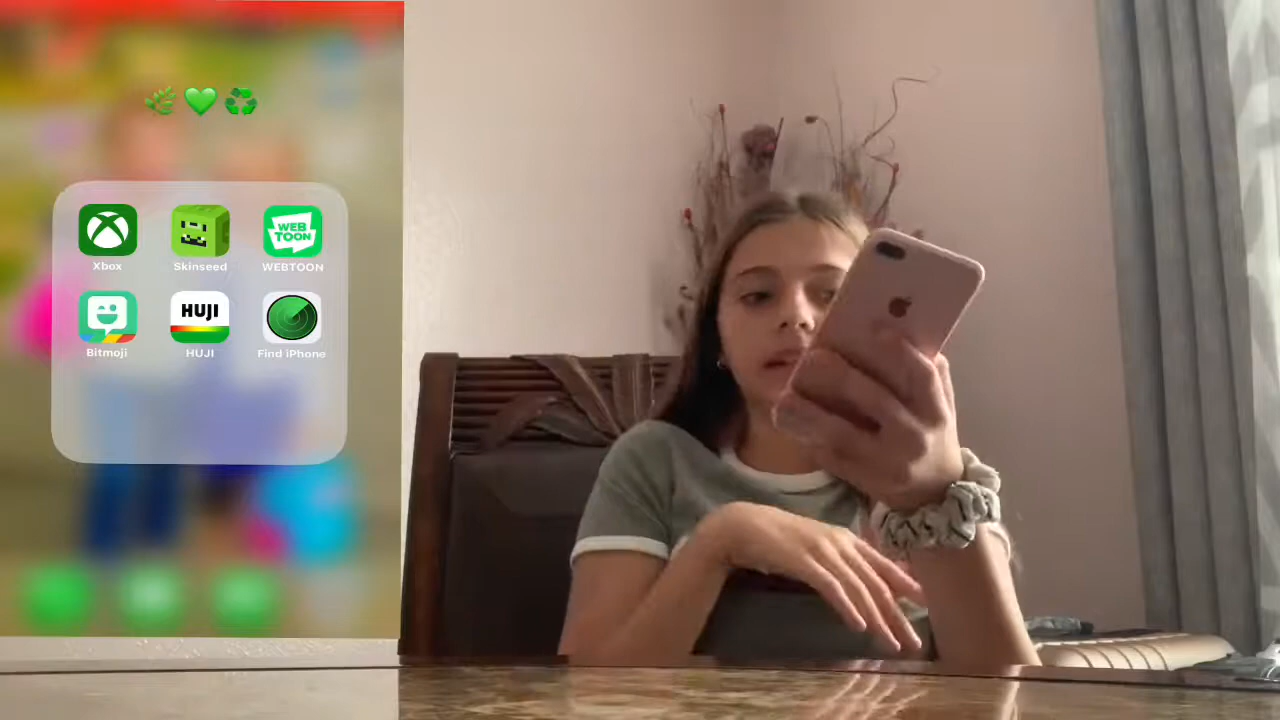 Xbox
Skinseed
WEB
TOON
WEBTOON
Bitmoji
HUJI
HUJI
Find iPhone